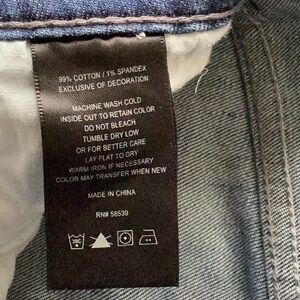 99% COTTON / 1% SPANDEX
EXCLUSIVE OF DECORATION
MACHINE WASH COLD
INSIDE OUT TO RETAIN COLOR
DO NOT BLEACH
TUMBLE DRY LOW
OR FOR BETTER CARE
LAY FLAT TO DRY
WARM IRON IF NECESSARY
COLOR MAY TRANSFER WHEN NEW
MADE IN CHINA
RN# 58539